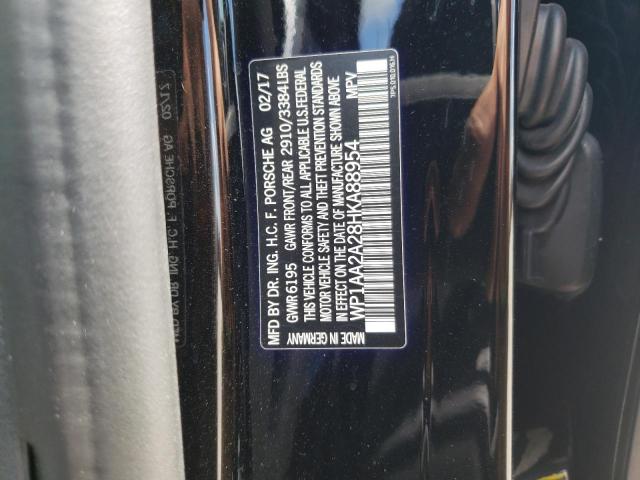 MFD BY DR. ING. H.C. F. PORSCHE AG 02/17
GVWR 6195 GAWR FRONT/REAR 2910/3384LBS
THIS VEHICLE CONFORMS TO ALL APPLICABLE U.S.FEDERAL
MOTOR VEHICLE SAFETY AND THEFT PREVENTION STANDARDS
IN EFFECT ON THE DATE OF MANUFACTURE SHOWN ABOVE
WP1AA2A28HKA88954 MPV
MADE IN GERMANY